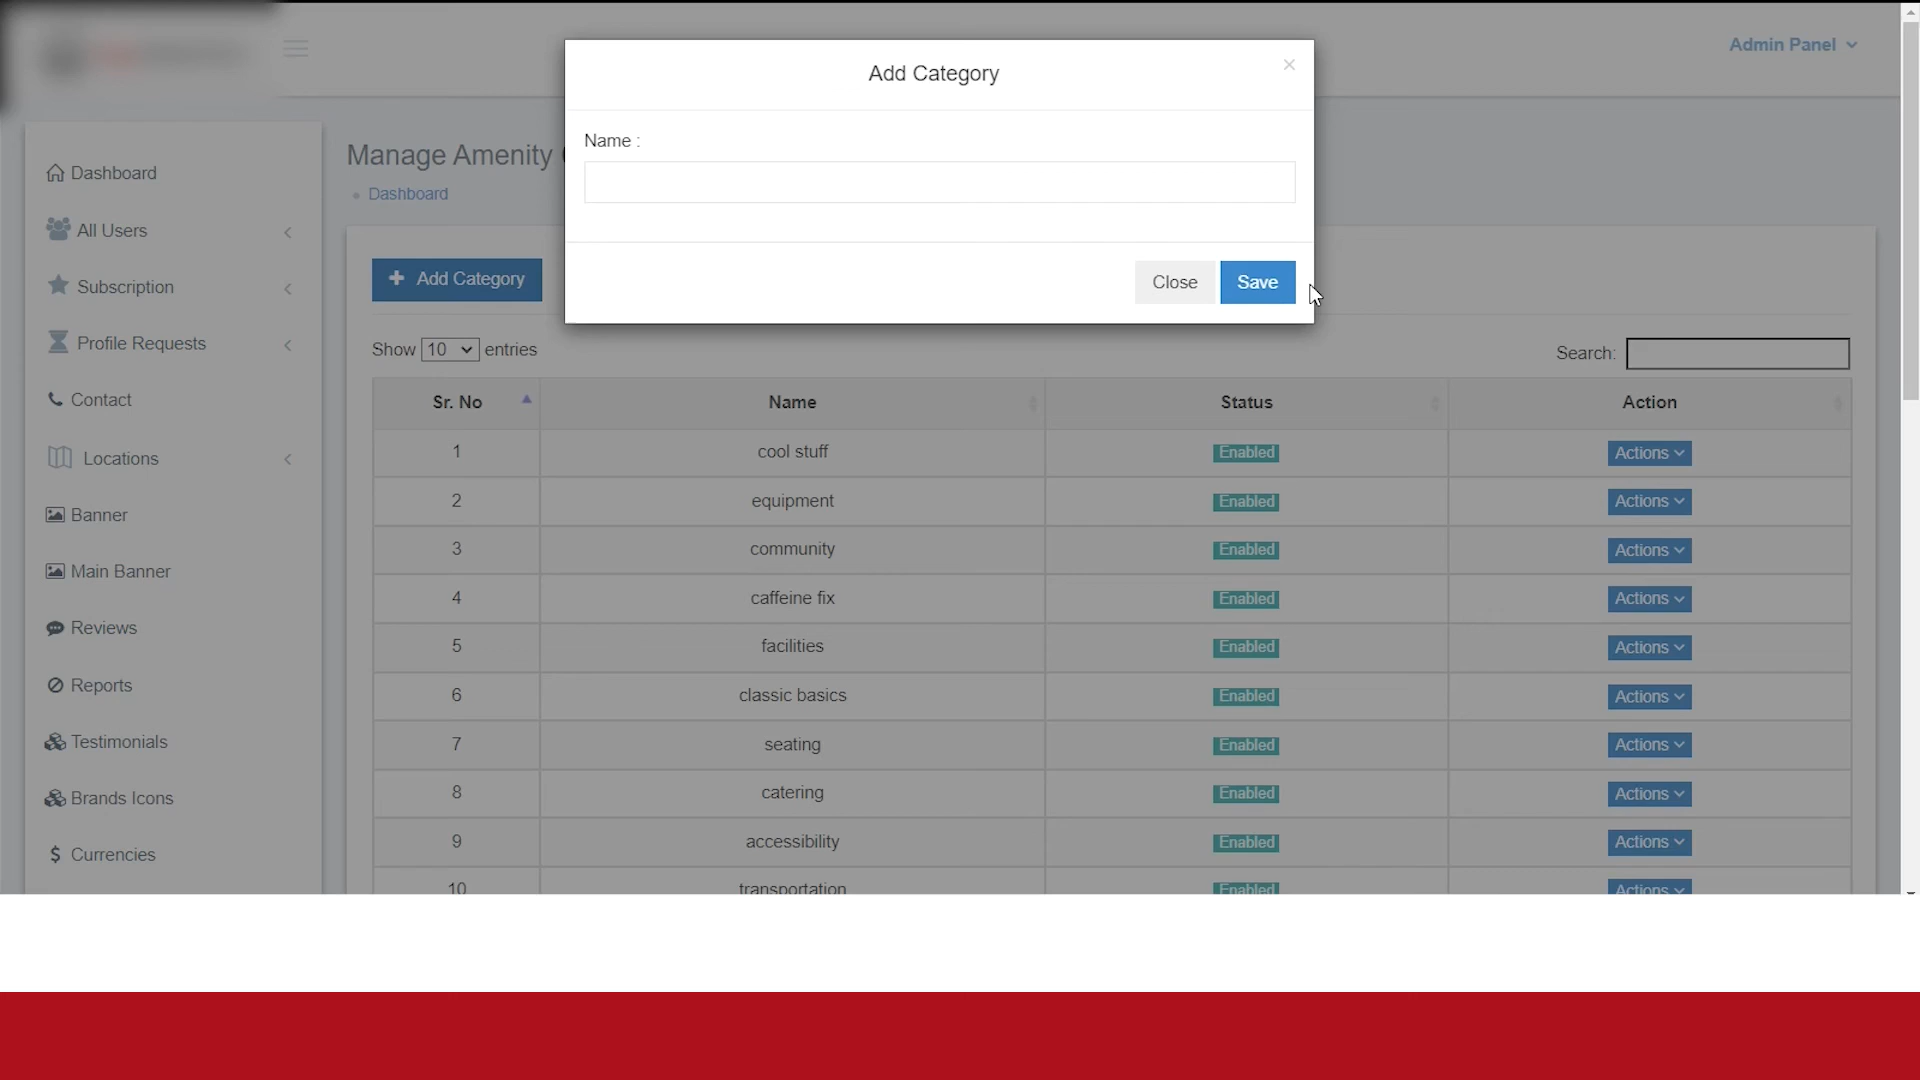 Admin Panel
Add Category
×
Name :
Close
Save
Dashboard
All Users
Subscription
Profile Requests
Contact
Locations
Banner
Main Banner
Reviews
Reports
Testimonials
Brands Icons
$ Currencies
Manage Amenity
Dashboard
+ Add Category
Show 10 entries
Search:
Sr. No Name Status Action
1 cool stuff Enabled Actions
2 equipment Enabled Actions
3 community Enabled Actions
4 caffeine fix Enabled Actions
5 facilities Enabled Actions
6 classic basics Enabled Actions
7 seating Enabled Actions
8 catering Enabled Actions
9 accessibility Enabled Actions
10 transportation Enabled Actions